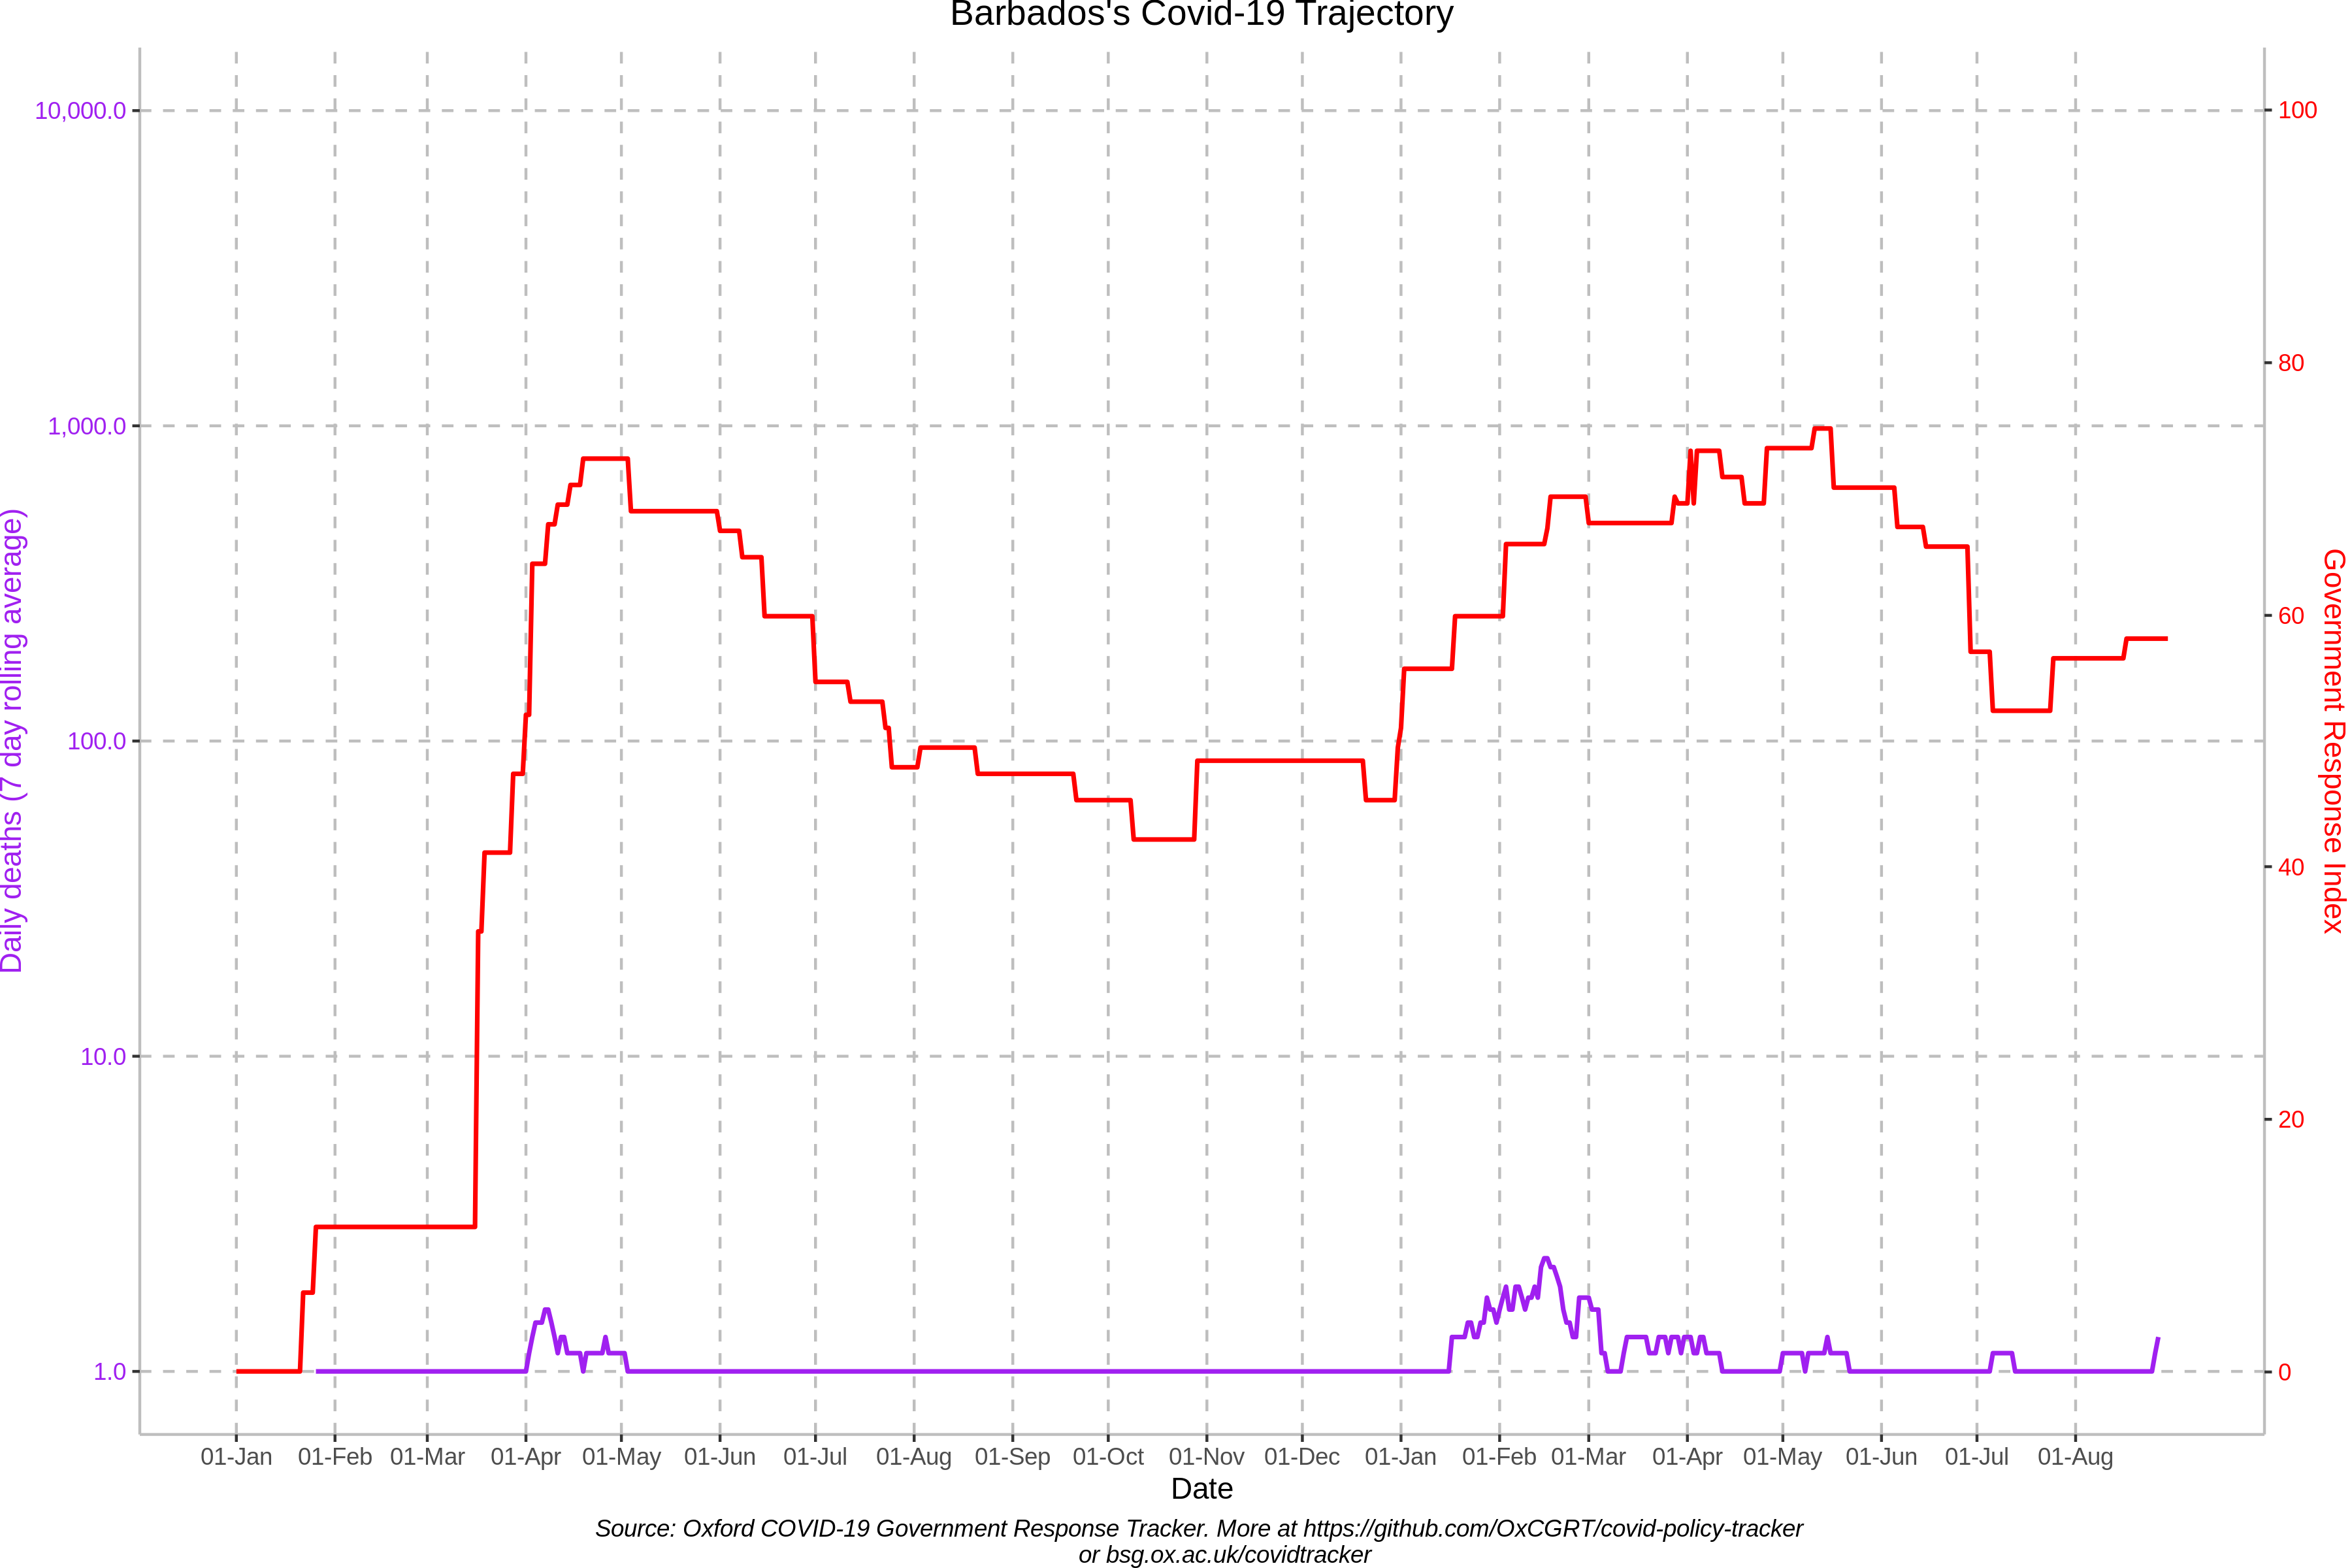 Barbados's Covid-19 Trajectory
10,000.0
1,000.0
100.0
10.0
1.0
Daily deaths (7 day rolling average)
100
80
60
40
20
0
Government Response Index
01-Jan 01-Feb 01-Mar 01-Apr 01-May 01-Jun 01-Jul 01-Aug 01-Sep 01-Oct 01-Nov 01-Dec 01-Jan 01-Feb 01-Mar 01-Apr 01-May 01-Jun 01-Jul 01-Aug
Date
Source: Oxford COVID-19 Government Response Tracker. More at https://github.com/OxCGRT/covid-policy-tracker
or bsg.ox.ac.uk/covidtracker